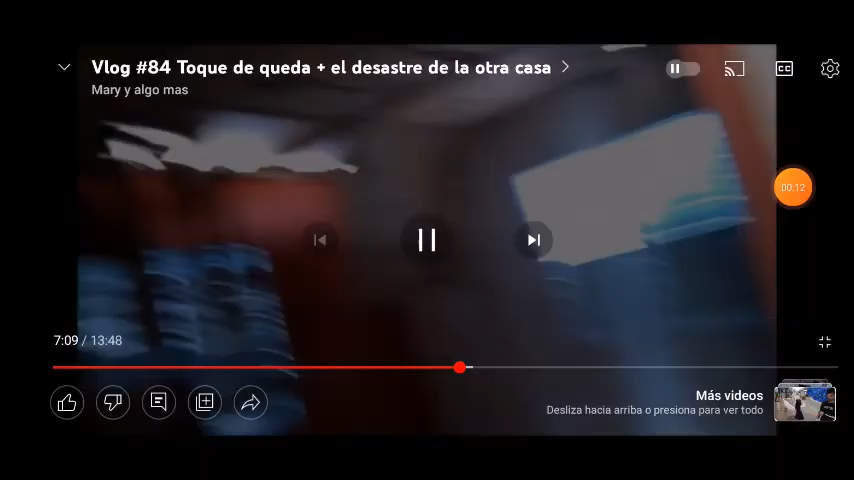 Vlog #84 Toque de queda + el desastre de la otra casa
Mary y algo mas
CC
00:12
7:09 / 13:48
Más videos
Desliza hacia arriba o presiona para ver todo